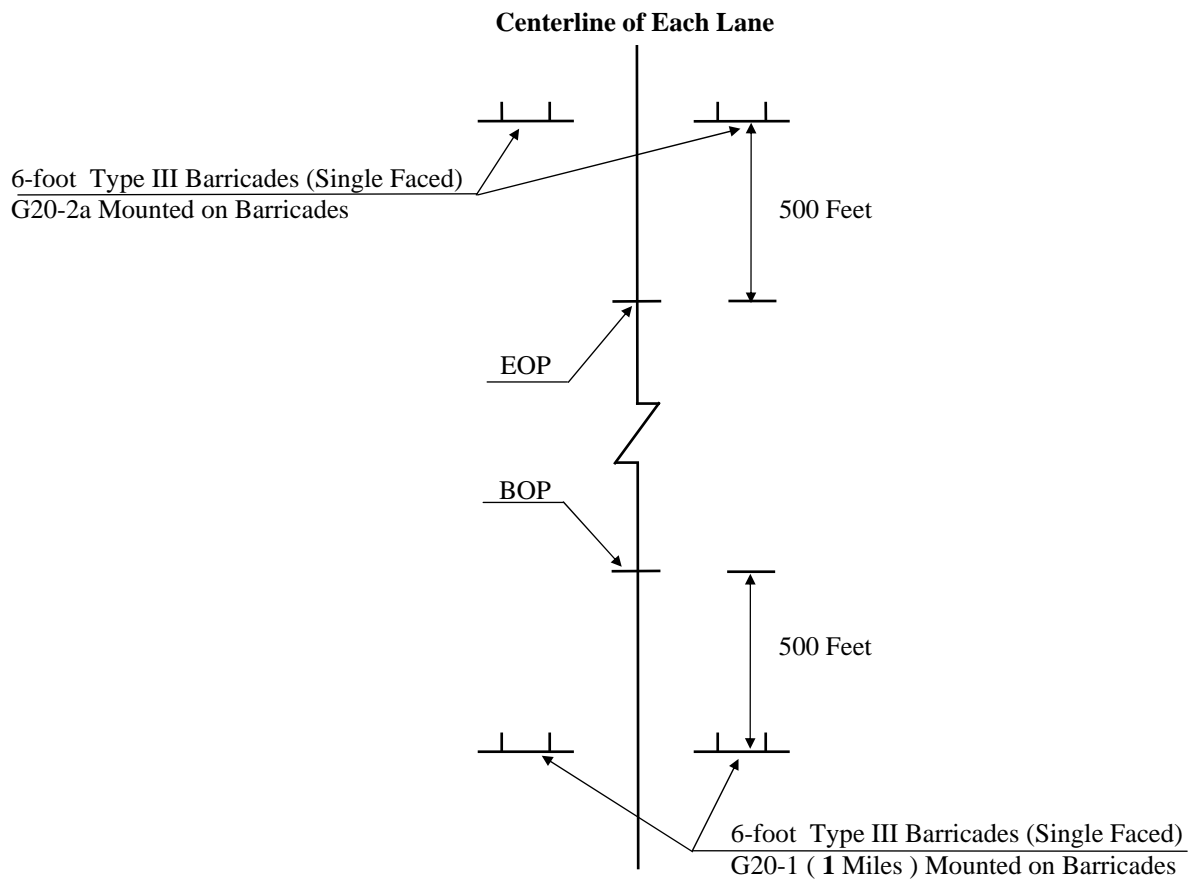 Centerline of Each Lane
6-foot Type III Barricades (Single Faced)
G20-2a Mounted on Barricades
500 Feet
EOP
BOP
500 Feet
6-foot Type III Barricades (Single Faced)
G20-1 ( 1 Miles ) Mounted on Barricades